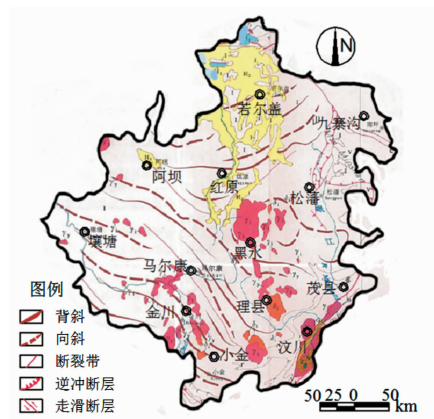 N
若尔盖
九寨沟
阿坝
红原
松潘
壤塘
黑水
马尔康
茂县
理县
金川
汶川
小金
图例
背斜
向斜
断裂带
逆冲断层
走滑断层
50 25 0 50
km